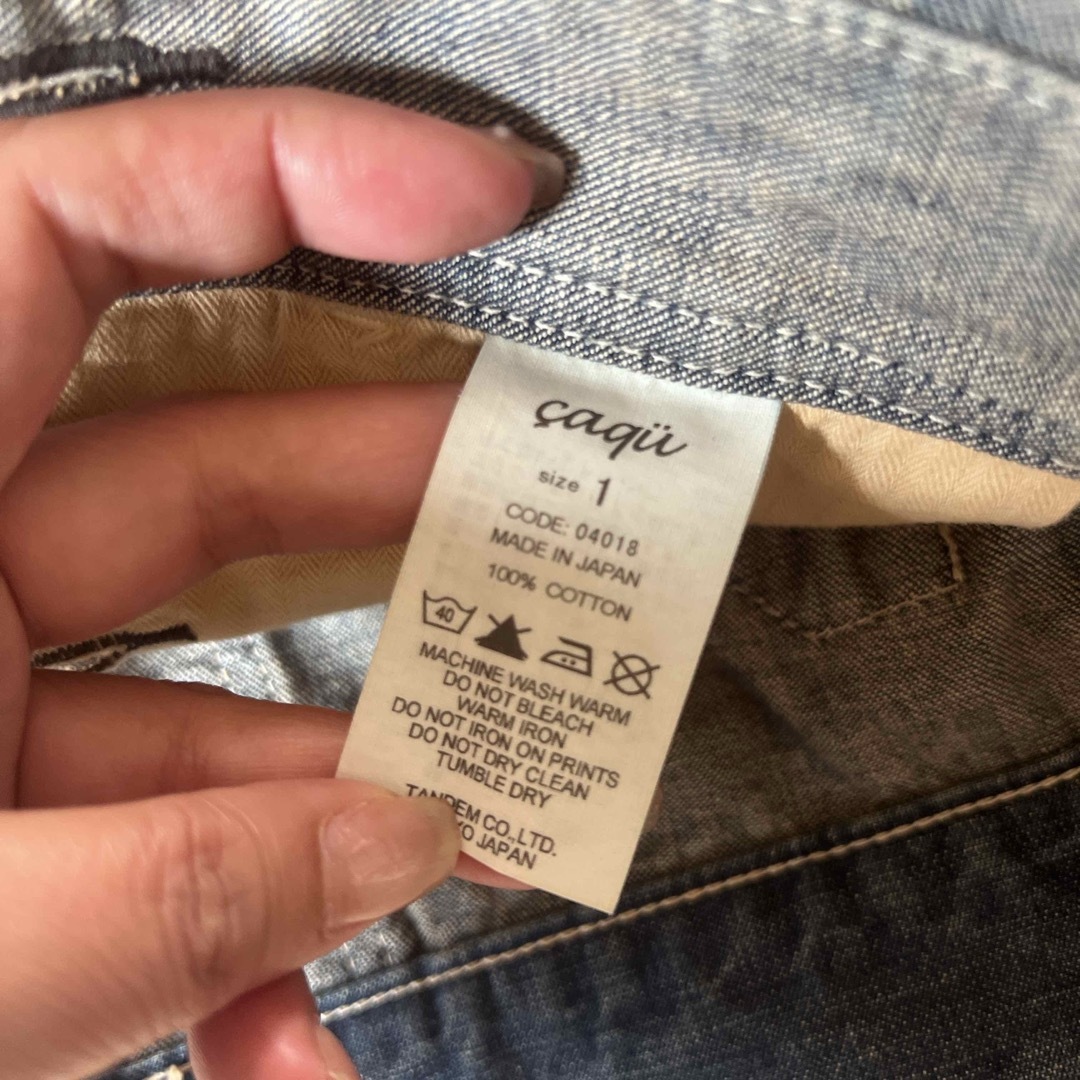 çaqü
size 1
CODE: 04018
MADE IN JAPAN
100% COTTON
40
MACHINE WASH WARM
DO NOT BLEACH
WARM IRON
DO NOT IRON ON PRINTS
DO NOT DRY CLEAN
TUMBLE DRY
TANDEM CO.,LTD.
JAPAN